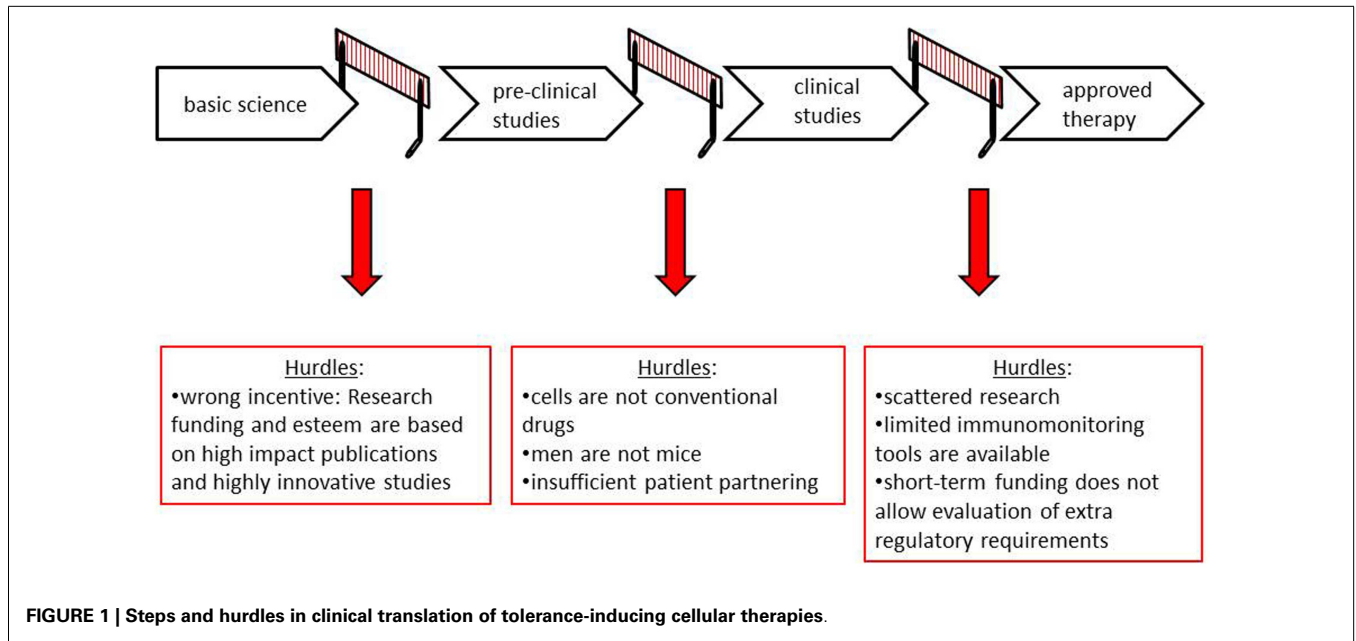 basic science
pre-clinical
studies
clinical
studies
approved
therapy
Hurdles:
•wrong incentive: Research
funding and esteem are based
on high impact publications
and highly innovative studies
Hurdles:
•cells are not conventional
drugs
•men are not mice
•insufficient patient partnering
Hurdles:
•scattered research
•limited immunomonitoring
tools are available
•short-term funding does not
allow evaluation of extra
regulatory requirements
FIGURE 1 | Steps and hurdles in clinical translation of tolerance-inducing cellular therapies.